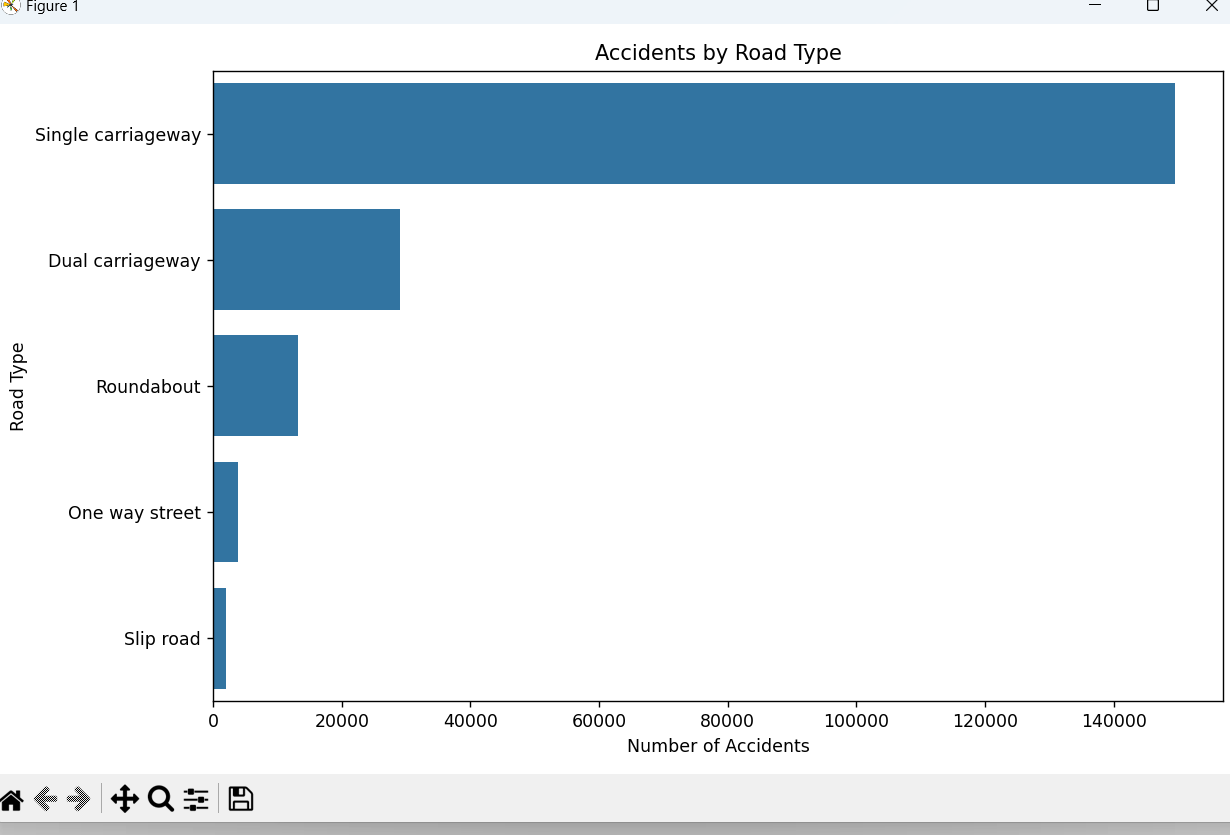 Figure 1
Accidents by Road Type
Single carriageway
Dual carriageway
Roundabout
One way street
Slip road
Road Type
0 20000 40000 60000 80000 100000 120000 140000
Number of Accidents